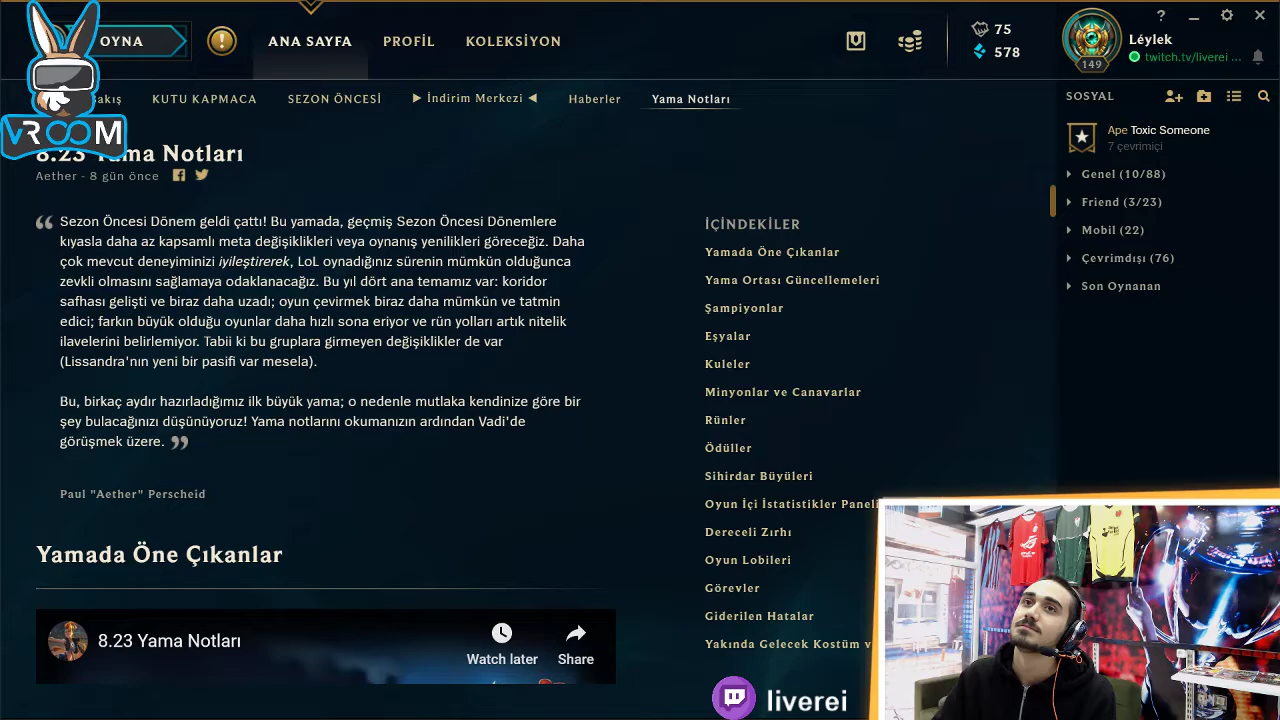 OYNA
ANA SAYFA
PROFİL
KOLEKSİYON
75
578
149
?
Léylek
twitch.tv/liverei ...
VROOM
akış
KUTU KAPMACA
SEZON ÖNCESİ
► İndirim Merkezi ◄
Haberler
Yama Notları
8.23 Yama Notları
Aether - 8 gün önce
“ Sezon Öncesi Dönem geldi çattı! Bu yamada, geçmiş Sezon Öncesi Dönemlere
kıyasla daha az kapsamlı meta değişiklikleri veya oynanış yenilikleri göreceğiz. Daha
çok mevcut deneyiminizi iyileştirerek, LoL oynadığınız sürenin mümkün olduğunca
zevkli olmasını sağlamaya odaklanacağız. Bu yıl dört ana temamız var: koridor
safhası gelişti ve biraz daha uzadı; oyun çevirmek biraz daha mümkün ve tatmin
edici; farkın büyük olduğu oyunlar daha hızlı sona eriyor ve rün yolları artık nitelik
ilavelerini belirlemiyor. Tabii ki bu gruplara girmeyen değişiklikler de var
(Lissandra'nın yeni bir pasifi var mesela).
Bu, birkaç aydır hazırladığımız ilk büyük yama; o nedenle mutlaka kendinize göre bir
şey bulacağınızı düşünüyoruz! Yama notlarını okumanızın ardından Vadi'de
görüşmek üzere. ”
Paul "Aether" Perscheid
Yamada Öne Çıkanlar
8.23 Yama Notları
Watch later
Share
İÇİNDEKİLER
Yamada Öne Çıkanlar
Yama Ortası Güncellemeleri
Şampiyonlar
Eşyalar
Kuleler
Minyonlar ve Canavarlar
Rünler
Ödüller
Sihirdar Büyüleri
Oyun İçi İstatistikler Paneli
Dereceli Zırhı
Oyun Lobileri
Görevler
Giderilen Hatalar
Yakında Gelecek Kostüm v
liverei
SOSYAL
Ape Toxic Someone
7 çevrimiçi
Genel (10/88)
Friend (3/23)
Mobil (22)
Çevrimdışı (76)
Son Oynanan